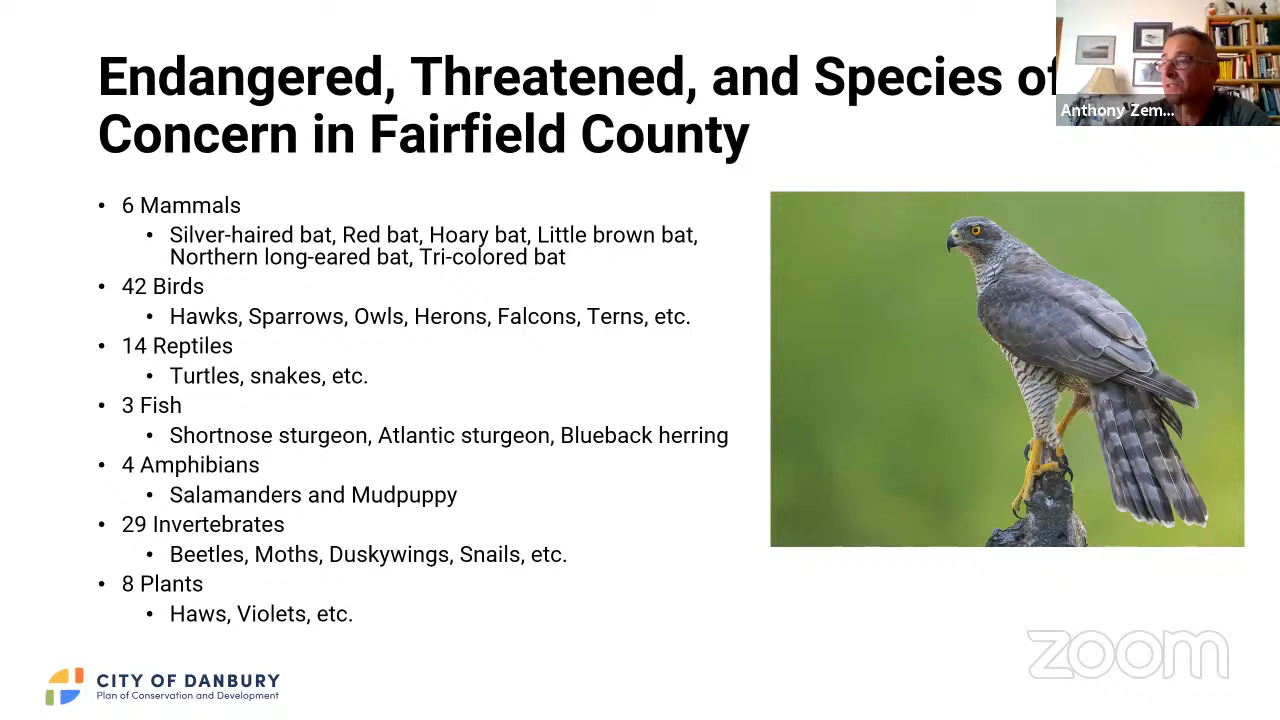 Endangered, Threatened, and Species of
Concern in Fairfield County
Anthony Zem...
• 6 Mammals
• Silver-haired bat, Red bat, Hoary bat, Little brown bat,
Northern long-eared bat, Tri-colored bat
• 42 Birds
• Hawks, Sparrows, Owls, Herons, Falcons, Terns, etc.
• 14 Reptiles
• Turtles, snakes, etc.
• 3 Fish
• Shortnose sturgeon, Atlantic sturgeon, Blueback herring
• 4 Amphibians
• Salamanders and Mudpuppy
• 29 Invertebrates
• Beetles, Moths, Duskywings, Snails, etc.
• 8 Plants
• Haws, Violets, etc.
CITY OF DANBURY
Plan of Conservation and Development
zoom